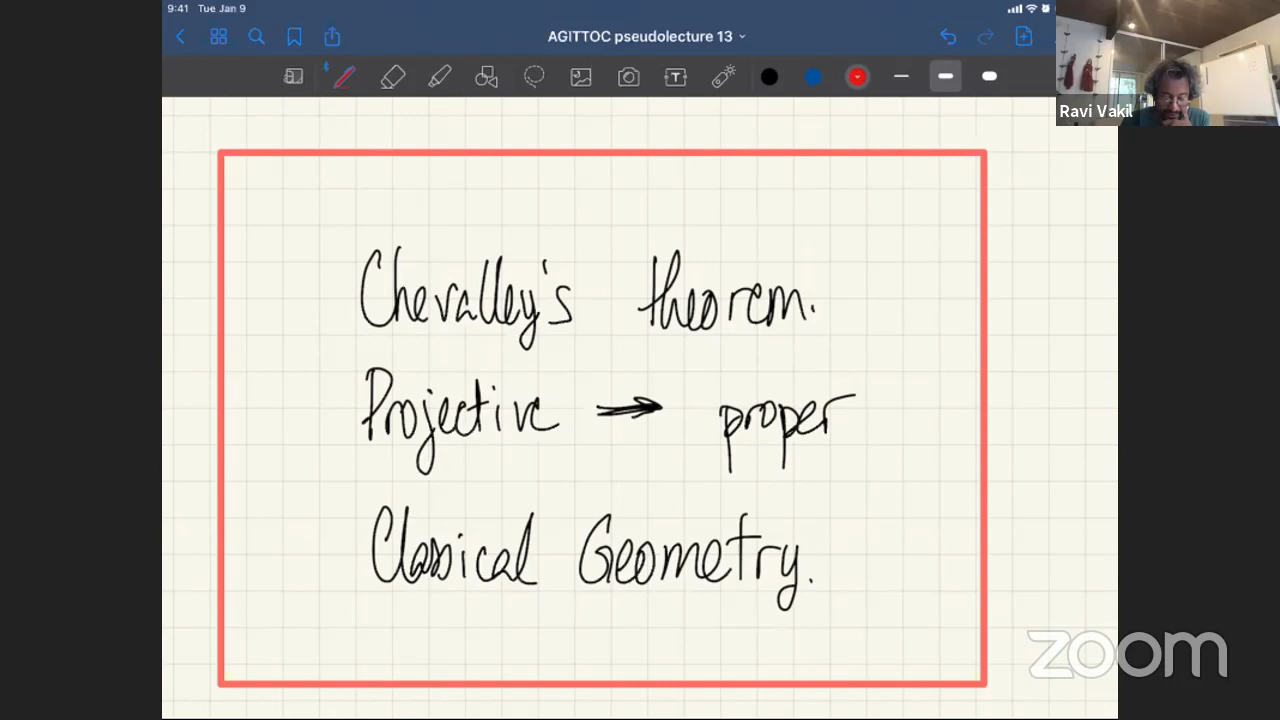 9:41 Tue Jan 9
AGITTOC pseudolecture 13
T
Ravi Vakil
Chevalley's theorem.
Projective → proper
Classical Geometry.
zoom